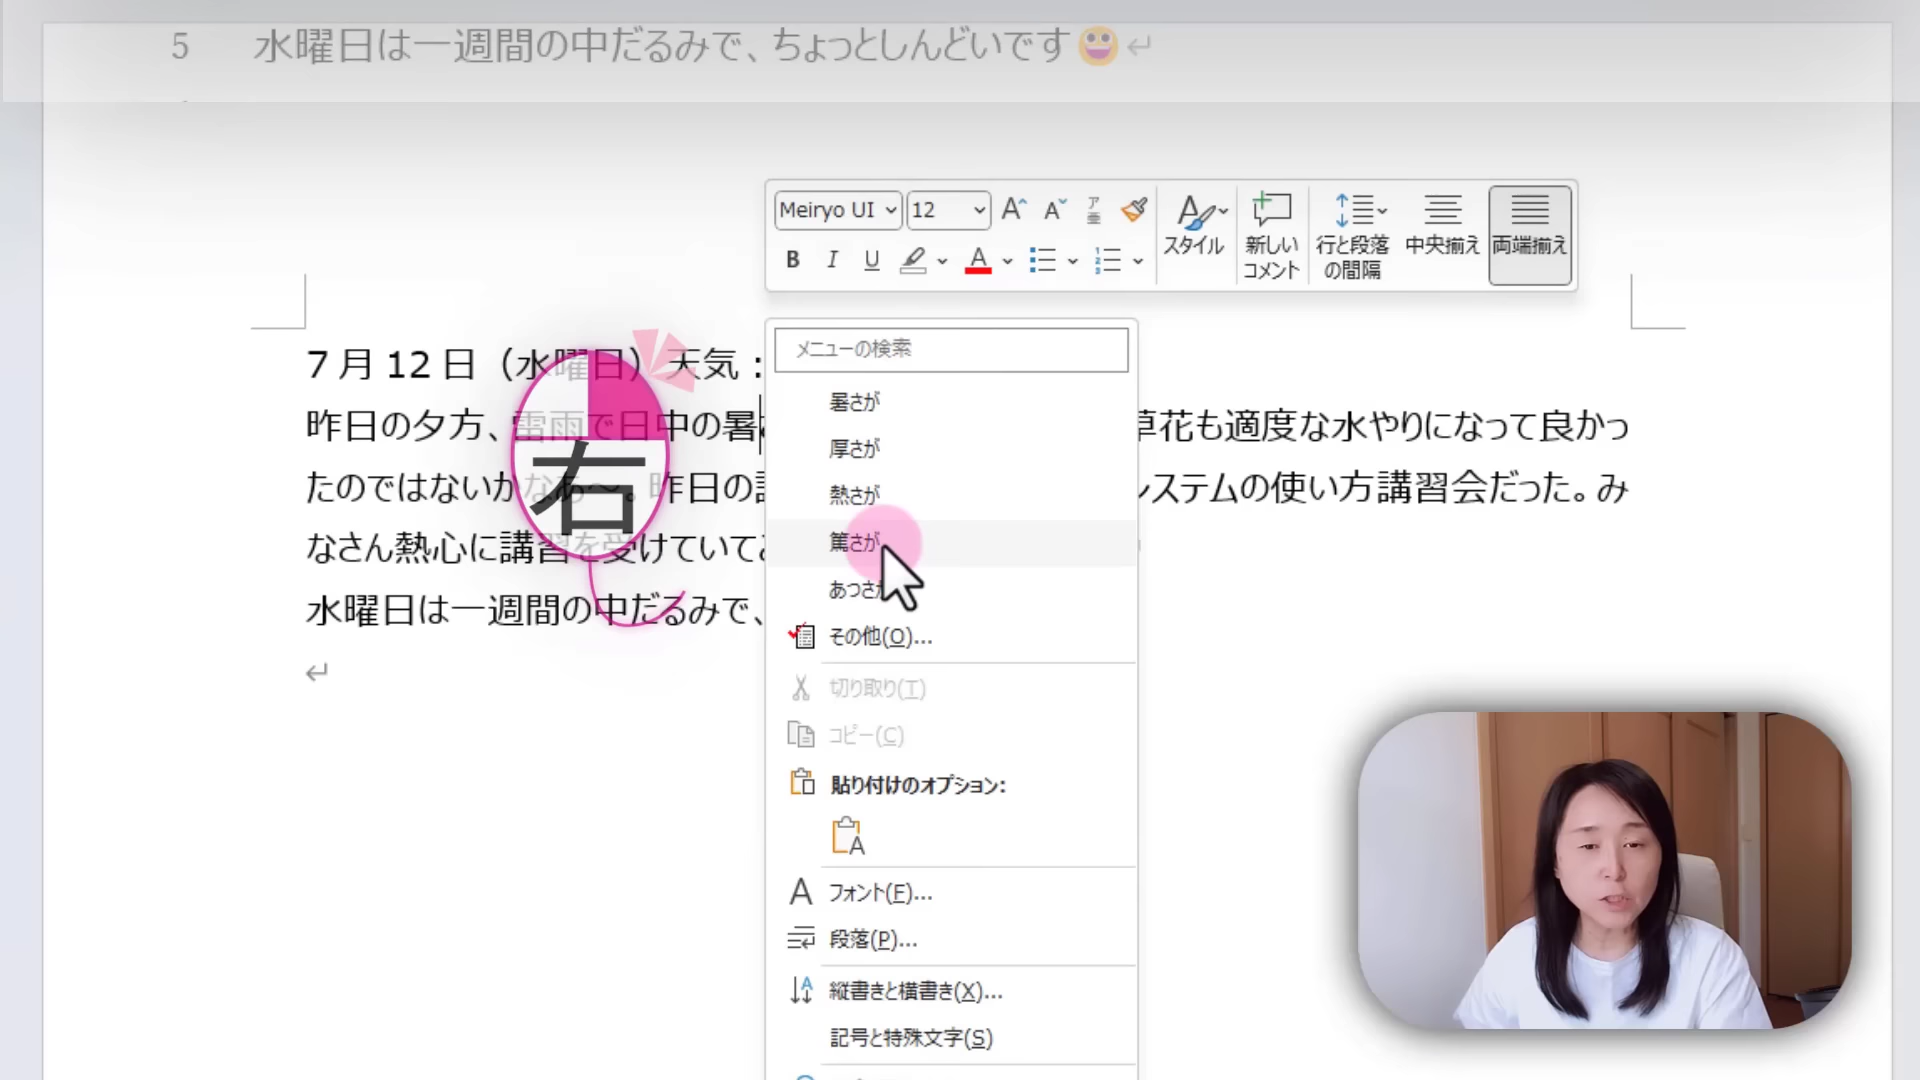 5 水曜日は一週間の中だるみで、ちょっとしんどいです😀↵
Meiryo UI 12 A A ア亜
B I U A
スタイル
新しいコメント
行と段落の間隔
中央揃え
両端揃え
7月12日（水曜日）天気：
昨日の夕方、雷雨で日中の暑
草花も適度な水やりになって良かっ
たのではないかなあ～。昨日の
システムの使い方講習会だった。み
なさん熱心に講習を受けていて
水曜日は一週間の中だるみで、
↵
右
メニューの検索
暑さが
厚さが
熱さが
篤さが
あつさが
その他(O)...
切り取り(T)
コピー(C)
貼り付けのオプション:
A
フォント(F)...
段落(P)...
縦書きと横書き(X)...
記号と特殊文字(S)